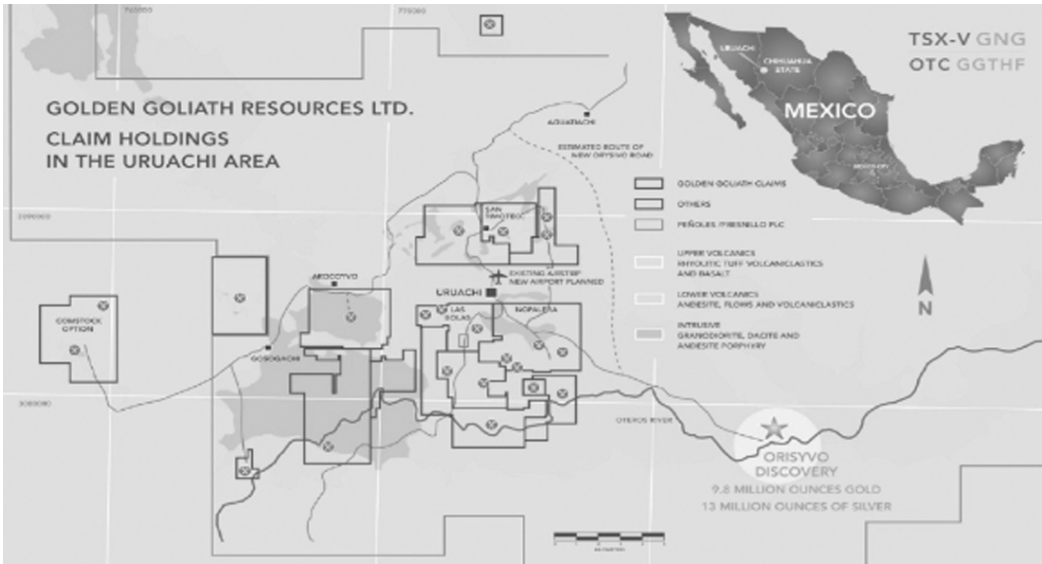 770000
TSX-V GNG
OTC GGTHF
URUACHI
CHIHUAHUA
STATE
MEXICO
GOLDEN GOLIATH RESOURCES LTD.
CLAIM HOLDINGS
IN THE URUACHI AREA
ESTIMATED ROUTE OF
NEW ORISYVO ROAD
GOLDEN GOLIATH CLAIMS
OTHERS
PEÑOLES /FRESNILLO PLC
SAN
TIMOTEO
UPPER VOLCANICS
RHYOLITIC TUFF VOLCANICLASTICS
AND BASALT
EXISTING AIRSTRIP
NEW AIRPORT PLANNED
URUACHI
LAS
BOLAS
NOPALERA
LOWER VOLCANICS
ANDESITE, FLOWS AND VOLCANICLASTICS
N
COMSTOCK
OPTION
INTRUSIVE
GRANODIORITE, DACITE AND
ANDESITE PORPHYRY
OTEROS RIVER
ORISYVO
DISCOVERY
9.8 MILLION OUNCES GOLD
13 MILLION OUNCES OF SILVER